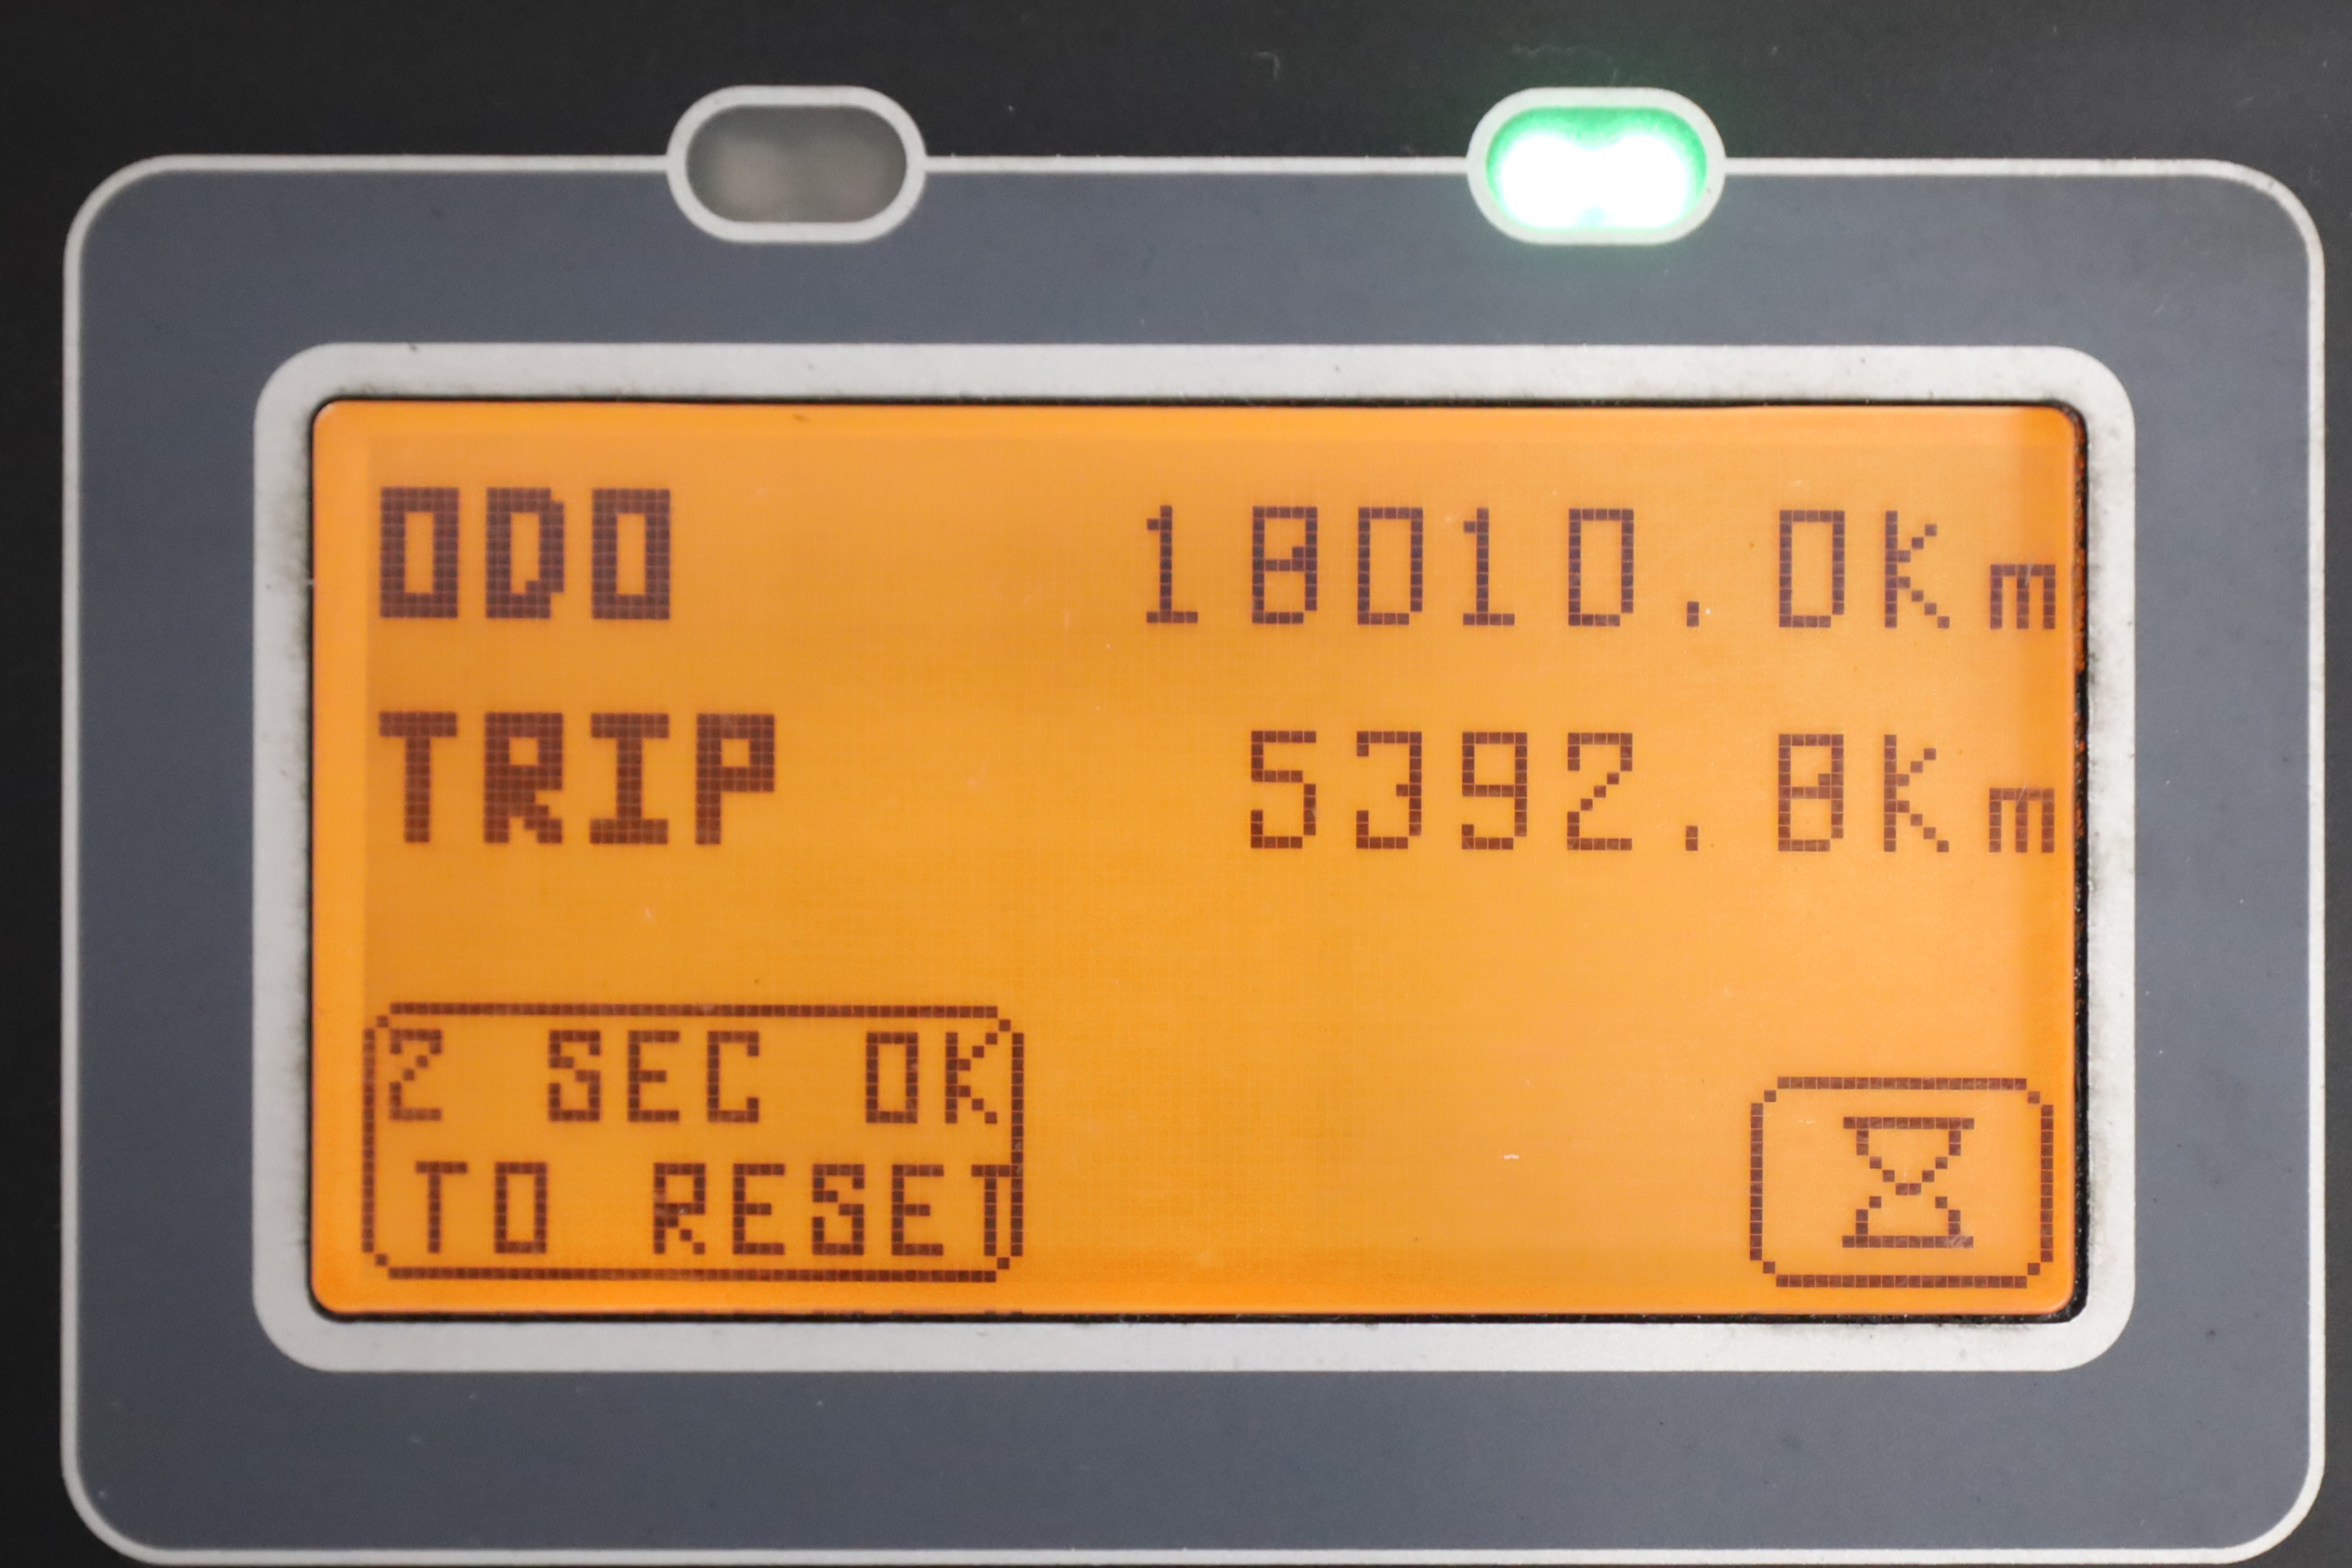 ODO 18010.0Km
TRIP 5392.8Km
2 SEC OK
TO RESET